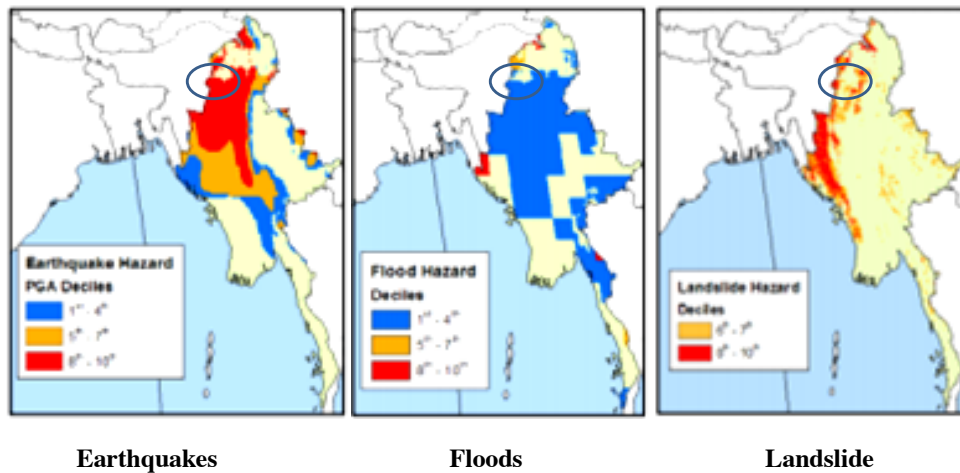 Earthquake Hazard
PGA Deciles
1st - 4th
5th - 7th
8th - 10th
Flood Hazard
Deciles
1st - 4th
5th - 7th
8th - 10th
Landslide Hazard
Deciles
6th - 7th
8th - 10th
Earthquakes
Floods
Landslide